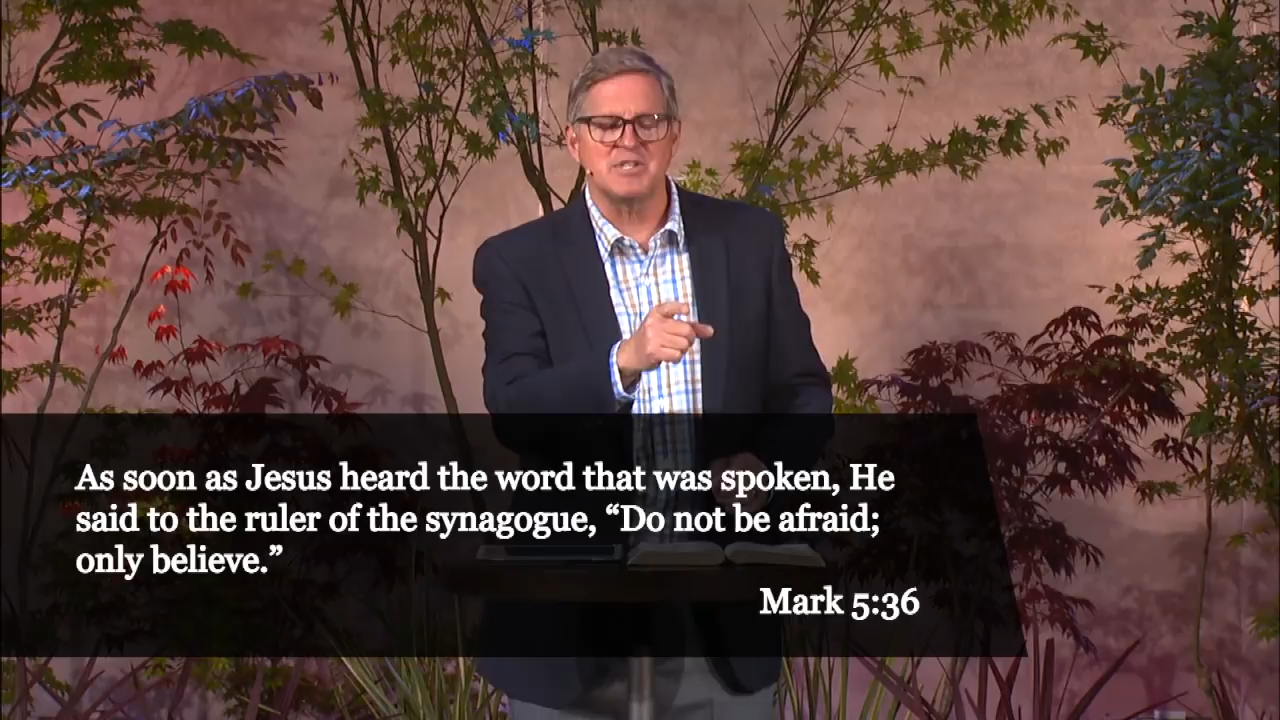 As soon as Jesus heard the word that was spoken, He
said to the ruler of the synagogue, “Do not be afraid;
only believe.”
Mark 5:36